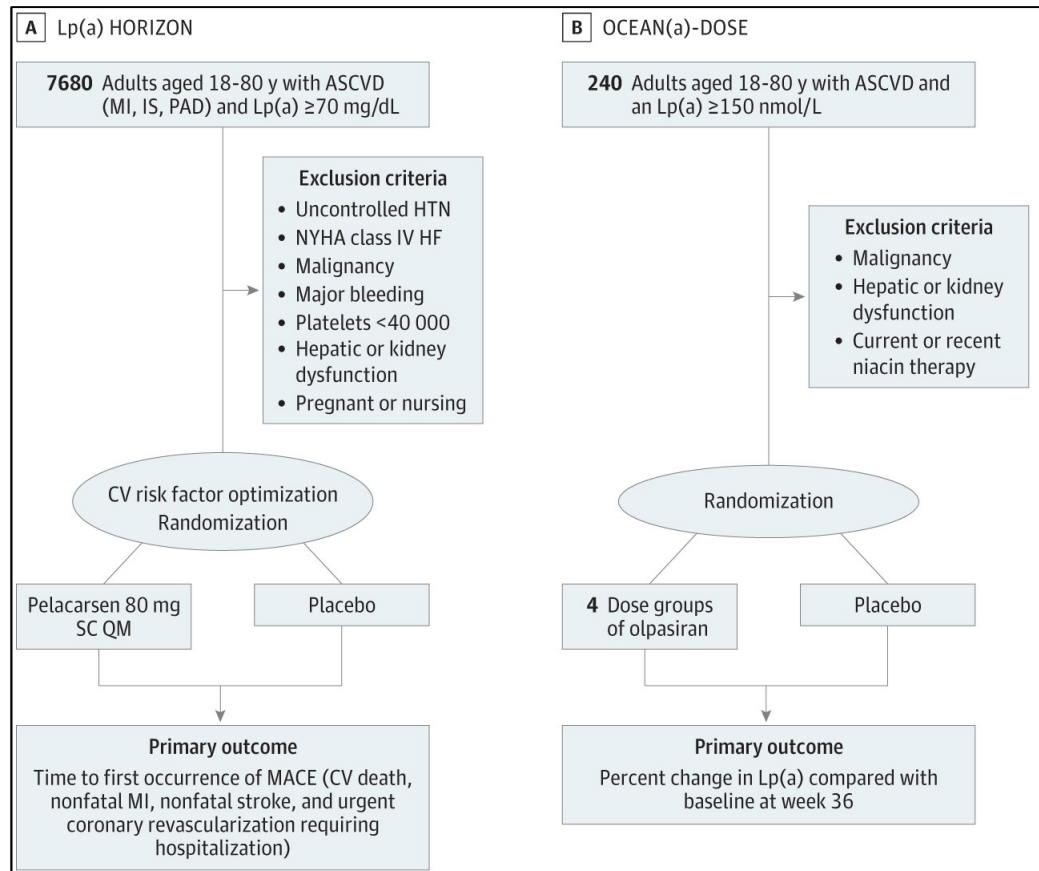 A Lp(a) HORIZON
7680 Adults aged 18-80 y with ASCVD
(MI, IS, PAD) and Lp(a) ≥70 mg/dL
Exclusion criteria
• Uncontrolled HTN
• NYHA class IV HF
• Malignancy
• Major bleeding
• Platelets <40 000
• Hepatic or kidney
dysfunction
• Pregnant or nursing
CV risk factor optimization
Randomization
Pelacarsen 80 mg
SC QM
Placebo
Primary outcome
Time to first occurrence of MACE (CV death,
nonfatal MI, nonfatal stroke, and urgent
coronary revascularization requiring
hospitalization)
B OCEAN(a)-DOSE
240 Adults aged 18-80 y with ASCVD and
an Lp(a) ≥150 nmol/L
Exclusion criteria
• Malignancy
• Hepatic or kidney
dysfunction
• Current or recent
niacin therapy
Randomization
4 Dose groups
of olpasiran
Placebo
Primary outcome
Percent change in Lp(a) compared with
baseline at week 36